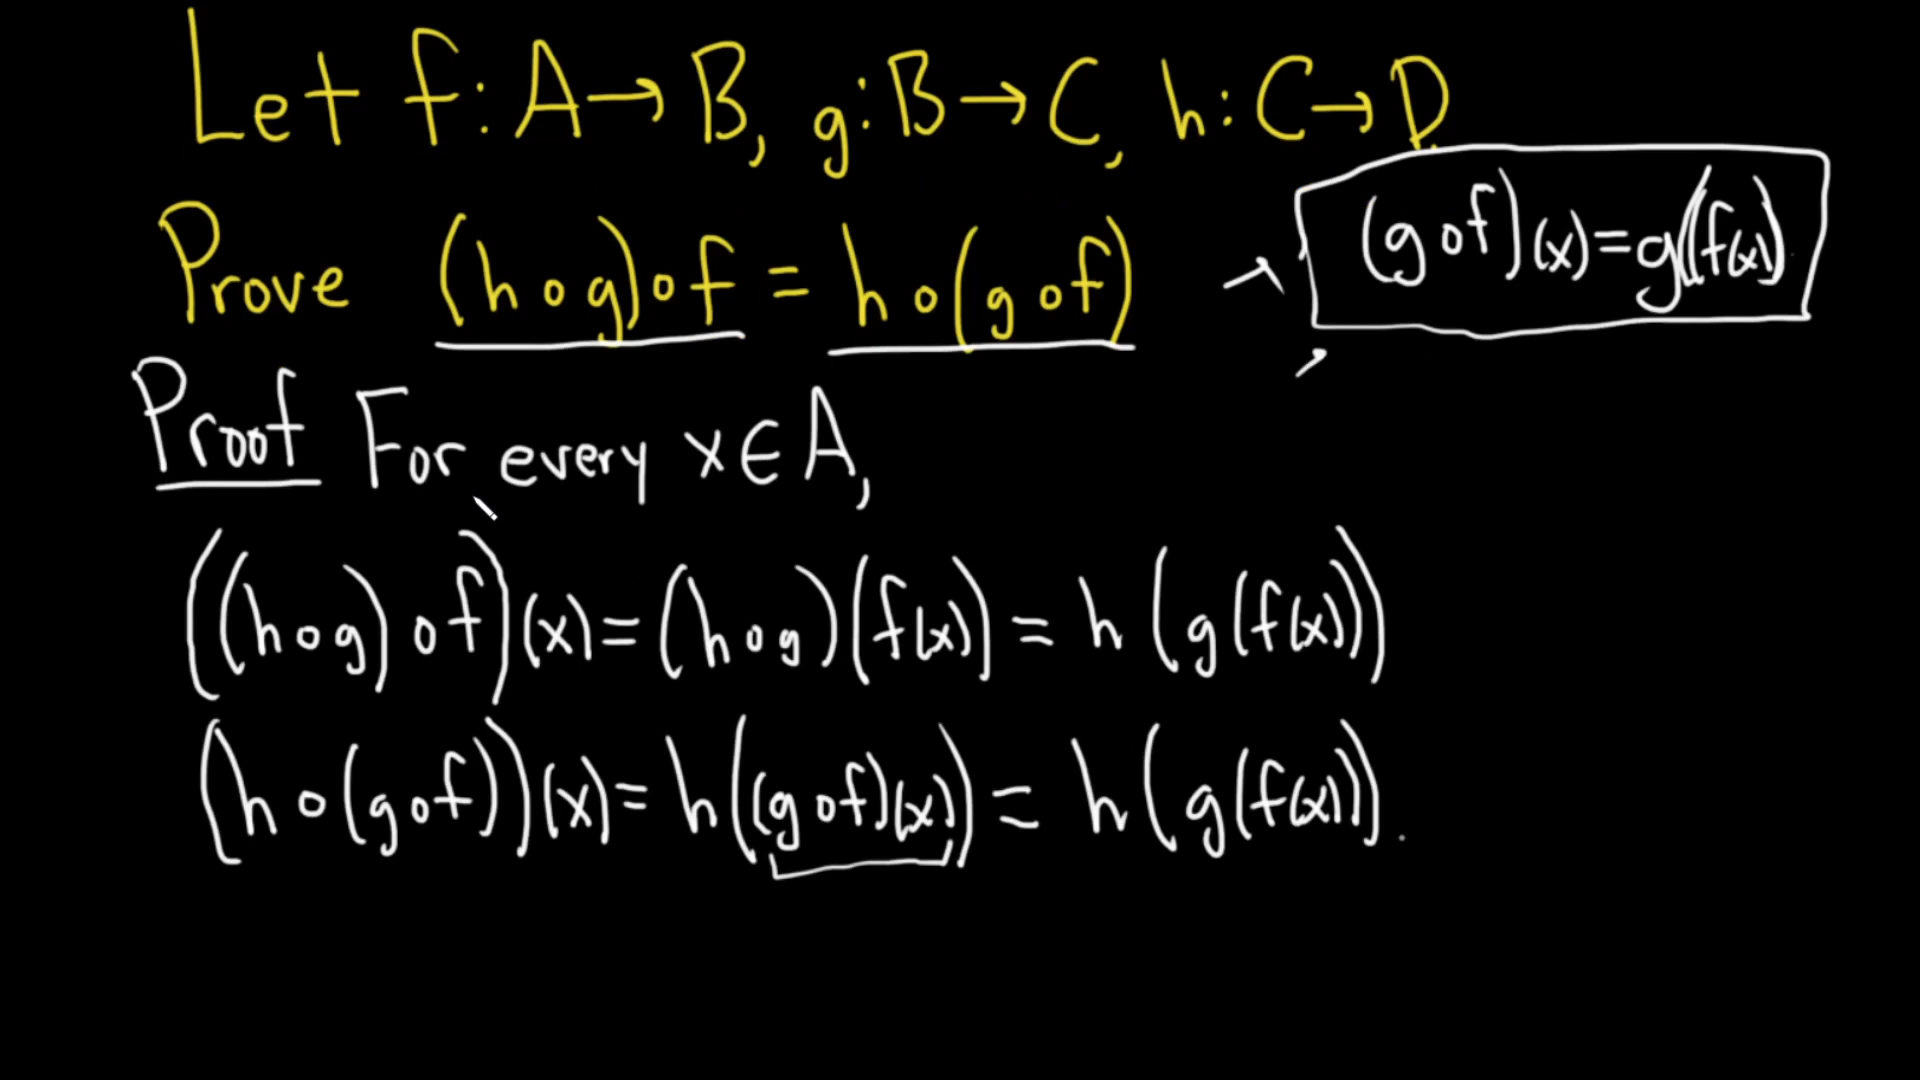 Let f: A→B, g: B→C, h: C→D.
Prove (h∘g)∘f = h∘(g∘f)
(g∘f)(x)=g(f(x)).
Proof For every x∈A,
((h∘g)∘f)(x)=(h∘g)(f(x))=h(g(f(x)))
(h∘(g∘f))(x)=h((g∘f)(x))=h(g(f(x))).